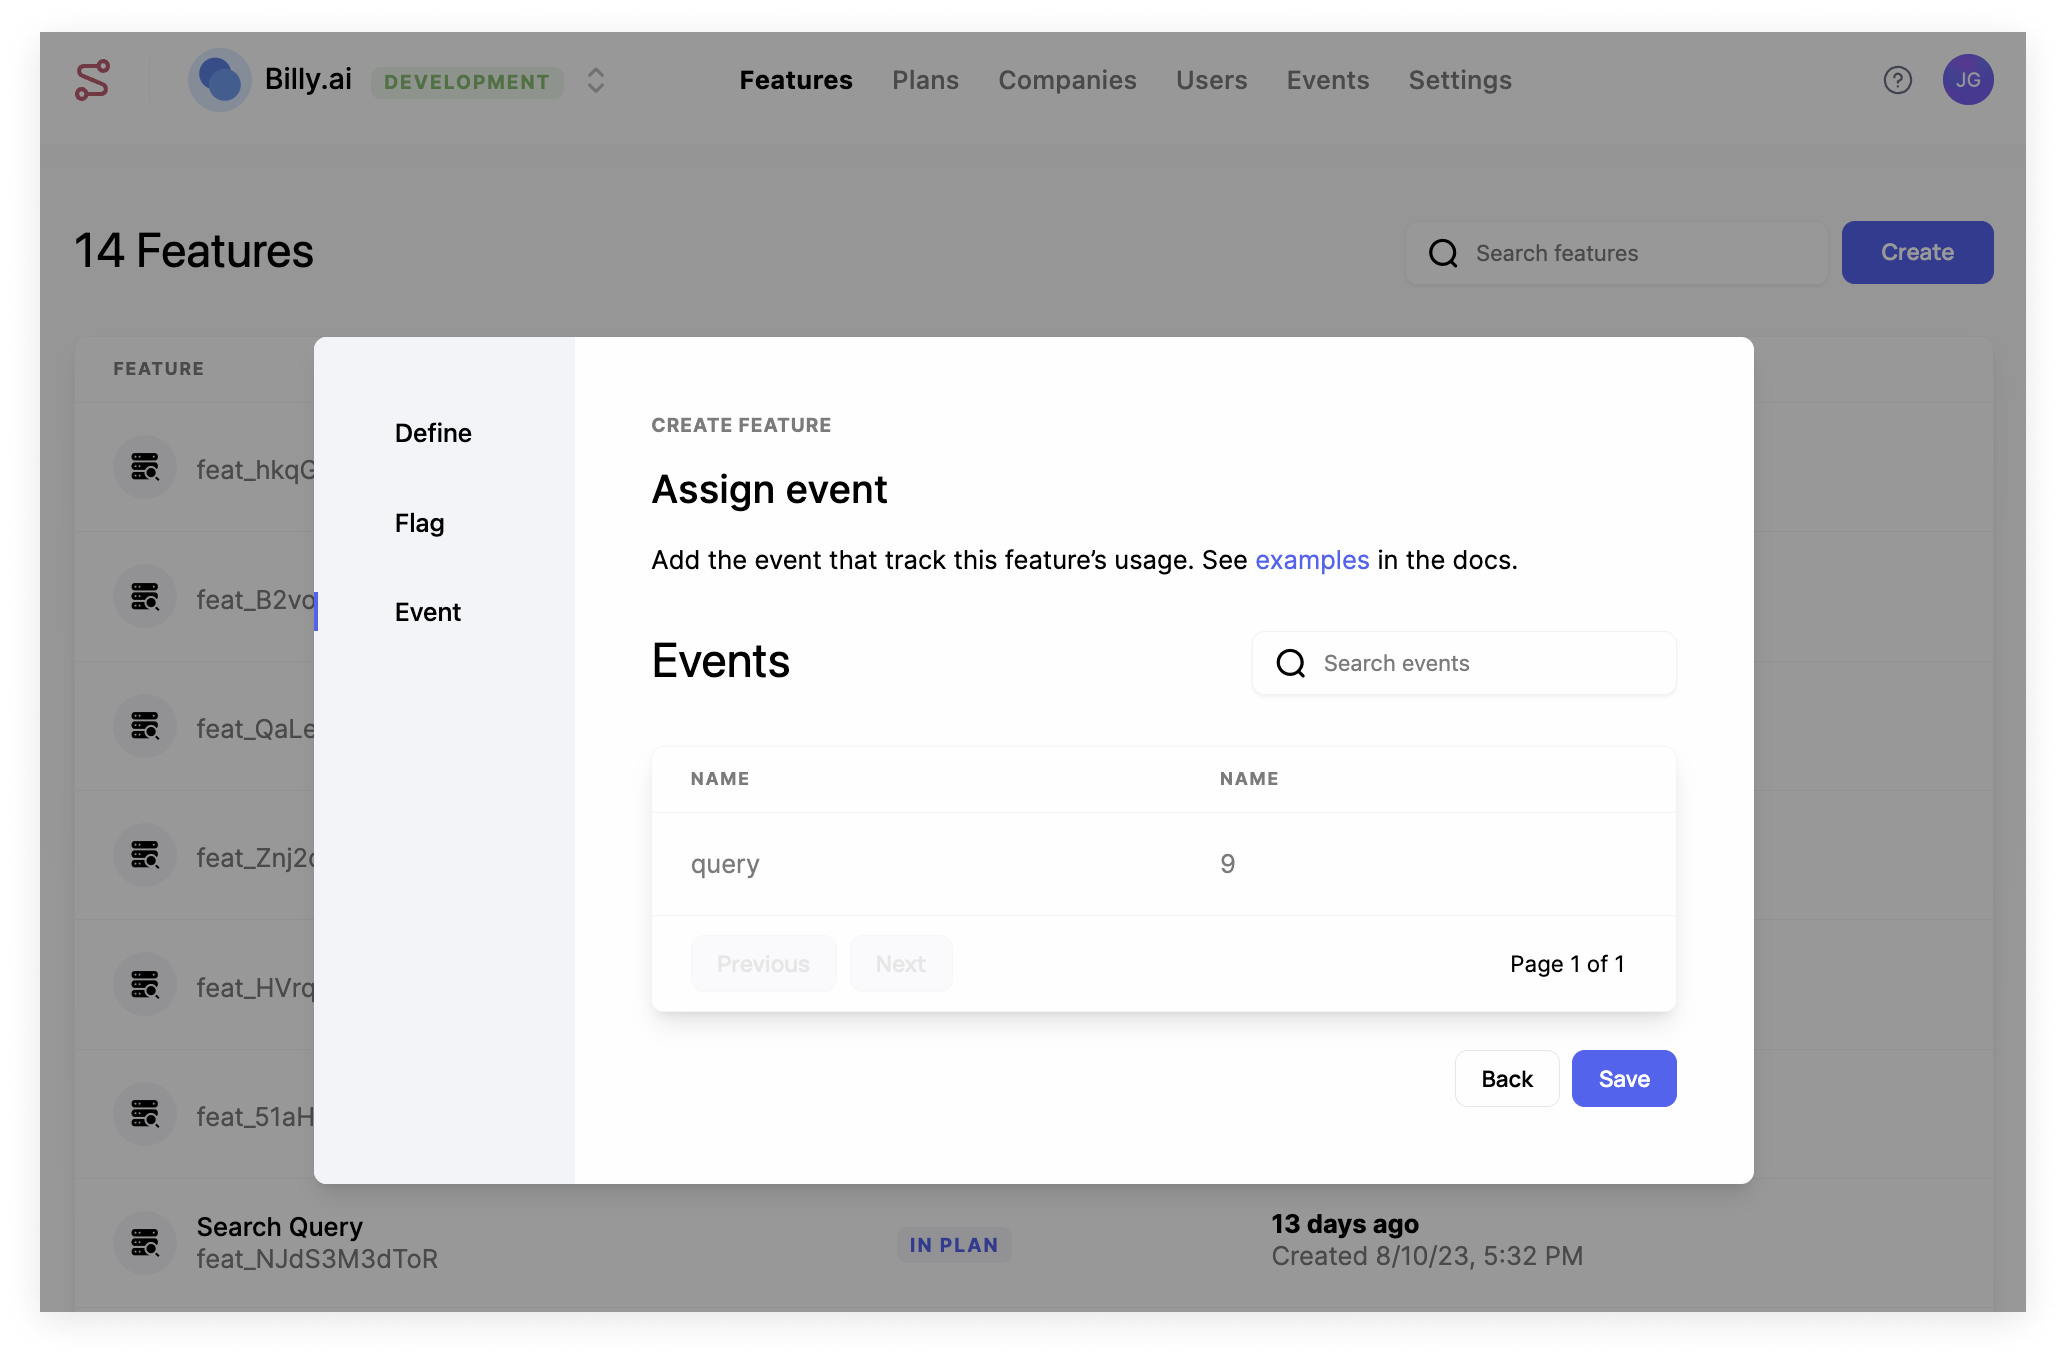 Billy.ai DEVELOPMENT Features Plans Companies Users Events Settings ? JG
14 Features Search features Create
FEATURE
feat_hkqG
feat_B2vo
feat_QaLe
feat_Znj2
feat_HVrq
feat_51aH
Define
Flag
Event
CREATE FEATURE
Assign event
Add the event that track this feature’s usage. See examples in the docs.
Events Search events
NAME NAME
query 9
Previous Next Page 1 of 1
Back Save
Search Query
feat_NJdS3M3dToR
IN PLAN
13 days ago
Created 8/10/23, 5:32 PM